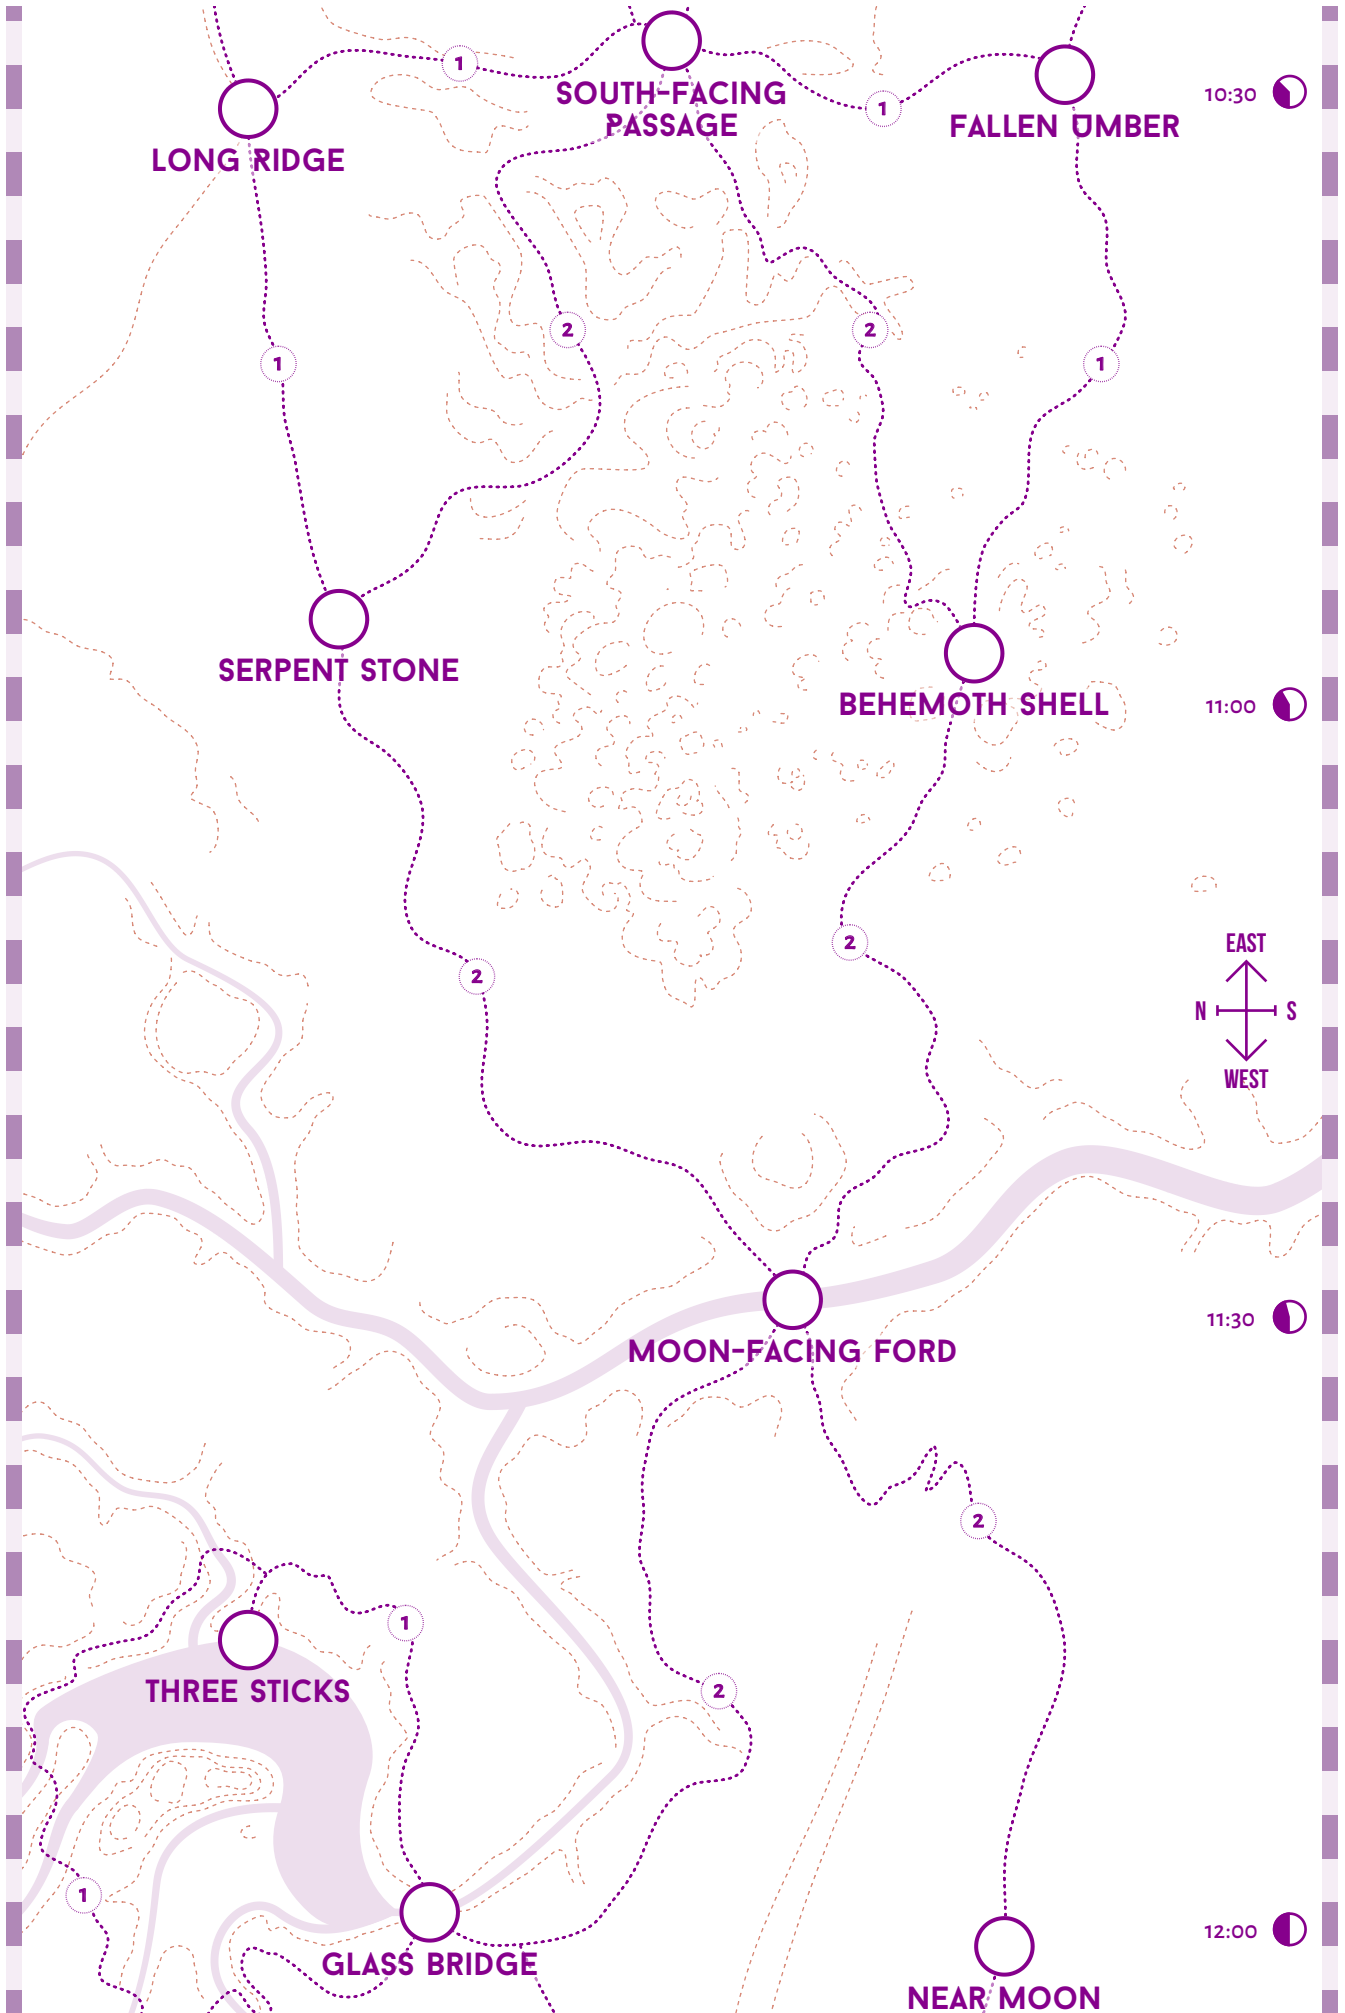 1
SOUTH-FACING
PASSAGE
1
10:30
FALLEN UMBER
LONG RIDGE
2
2
1
1
SERPENT STONE
BEHEMOTH SHELL
11:00
2
EAST
2
N S
WEST
11:30
MOON-FACING FORD
2
1
2
THREE STICKS
1
12:00
GLASS BRIDGE
NEAR MOON